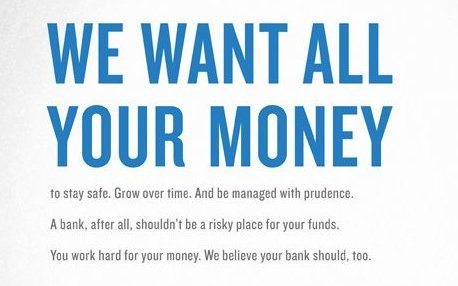 WE WANT ALL
YOUR MONEY
to stay safe. Grow over time. And be managed with prudence.
A bank, after all, shouldn't be a risky place for your funds.
You work hard for your money. We believe your bank should, too.